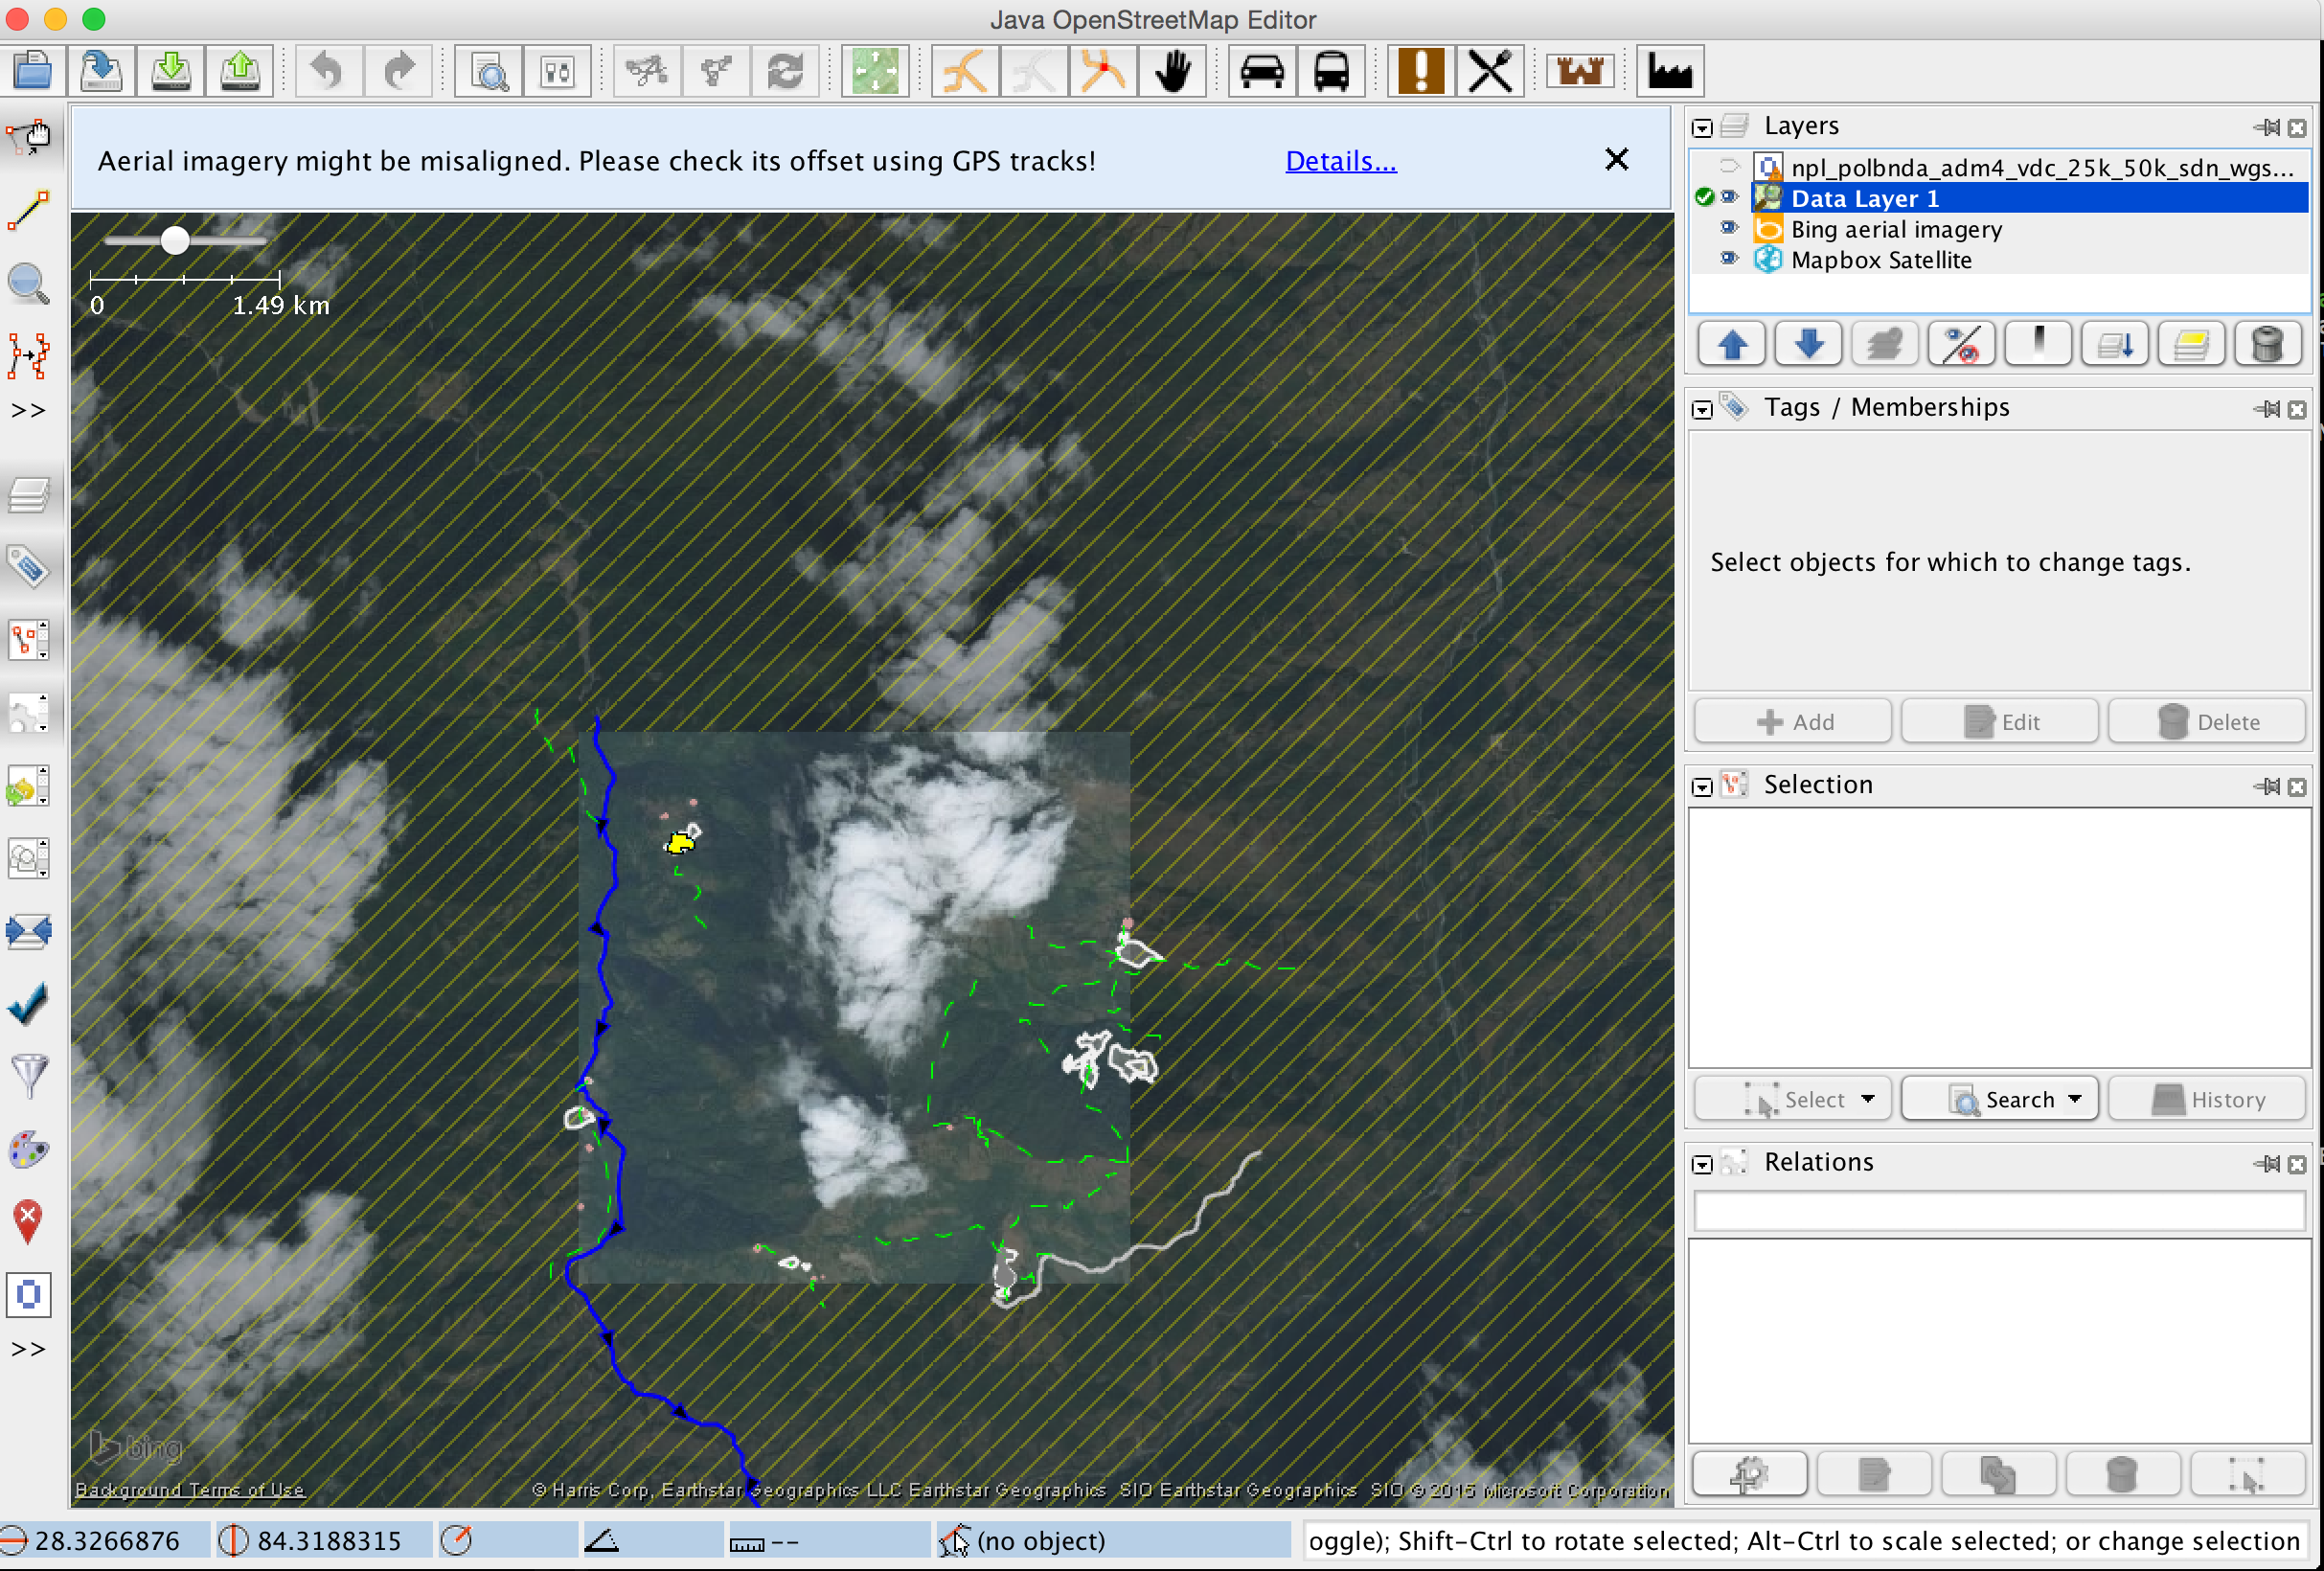 Java OpenStreetMap Editor
Aerial imagery might be misaligned. Please check its offset using GPS tracks!
Details...
0
1.49 km
>>
>>
bing
Background Terms of Use
© Harris Corp, Earthstar Geographics LLC Earthstar Geographics SIO Earthstar Geographics SIO © 2015 Microsoft Corporation
Layers
npl_polbnda_adm4_vdc_25k_50k_sdn_wgs...
Data Layer 1
Bing aerial imagery
Mapbox Satellite
Tags / Memberships
Select objects for which to change tags.
Add
Edit
Delete
Selection
Select
Search
History
Relations
28.3266876
84.3188315
--
(no object)
oggle); Shift-Ctrl to rotate selected; Alt-Ctrl to scale selected; or change selection